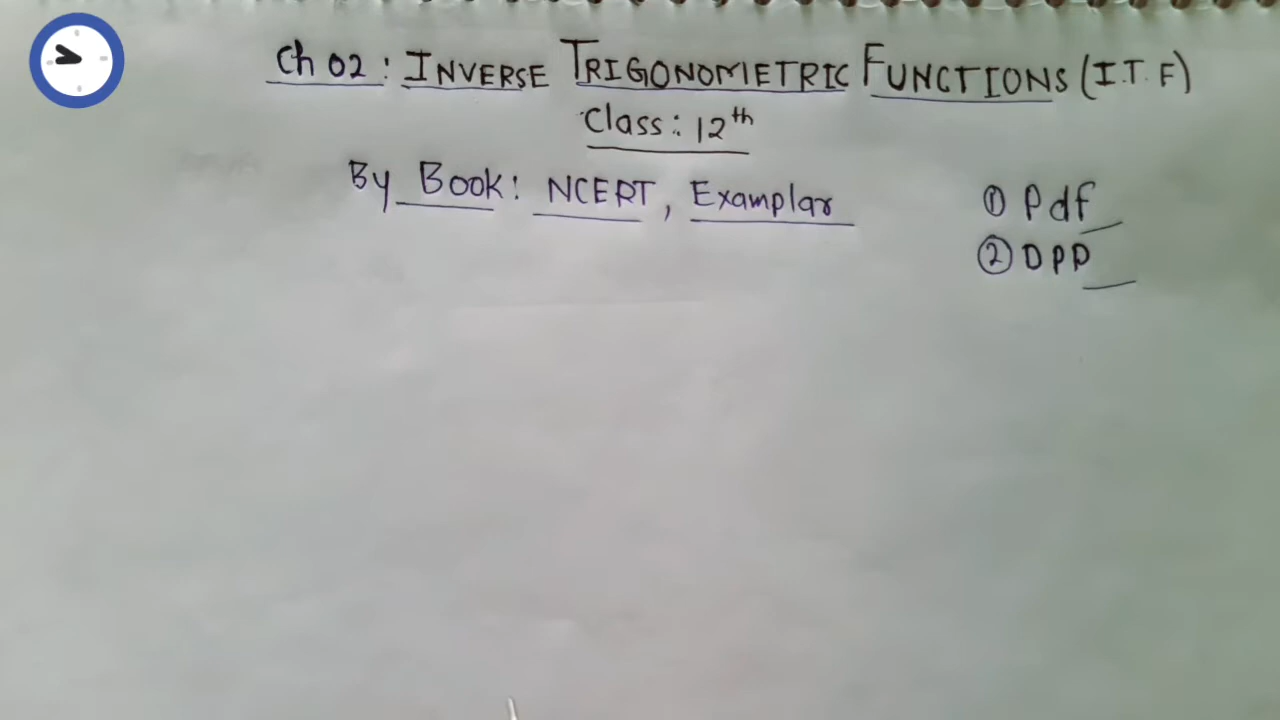 Ch 02 : INVERSE TRIGONOMETRIC FUNCTIONS (I.T.F)
Class : 12th
By Book : NCERT, Examplar
① Pdf
② DPP